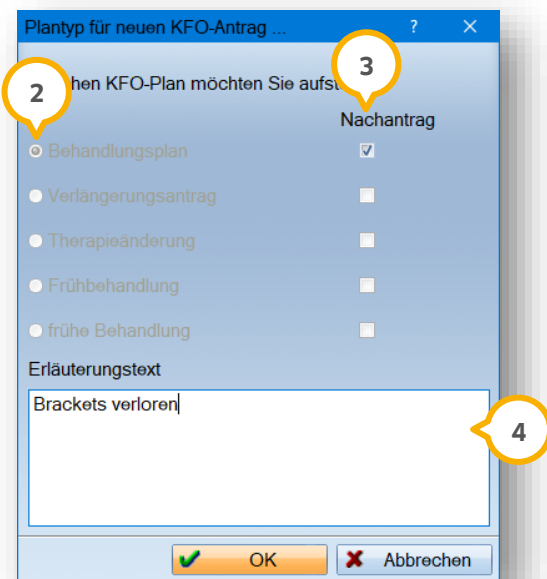 Plantyp für neuen KFO-Antrag ... ?
3
2
KFO-Plan möchten Sie
Nachantrag
Behandlungsplan
Verlängerungsantrag
Therapieänderung
Frühbehandlung
frühe Behandlung
Erläuterungstext
Brackets verloren
4
OK Abbrechen